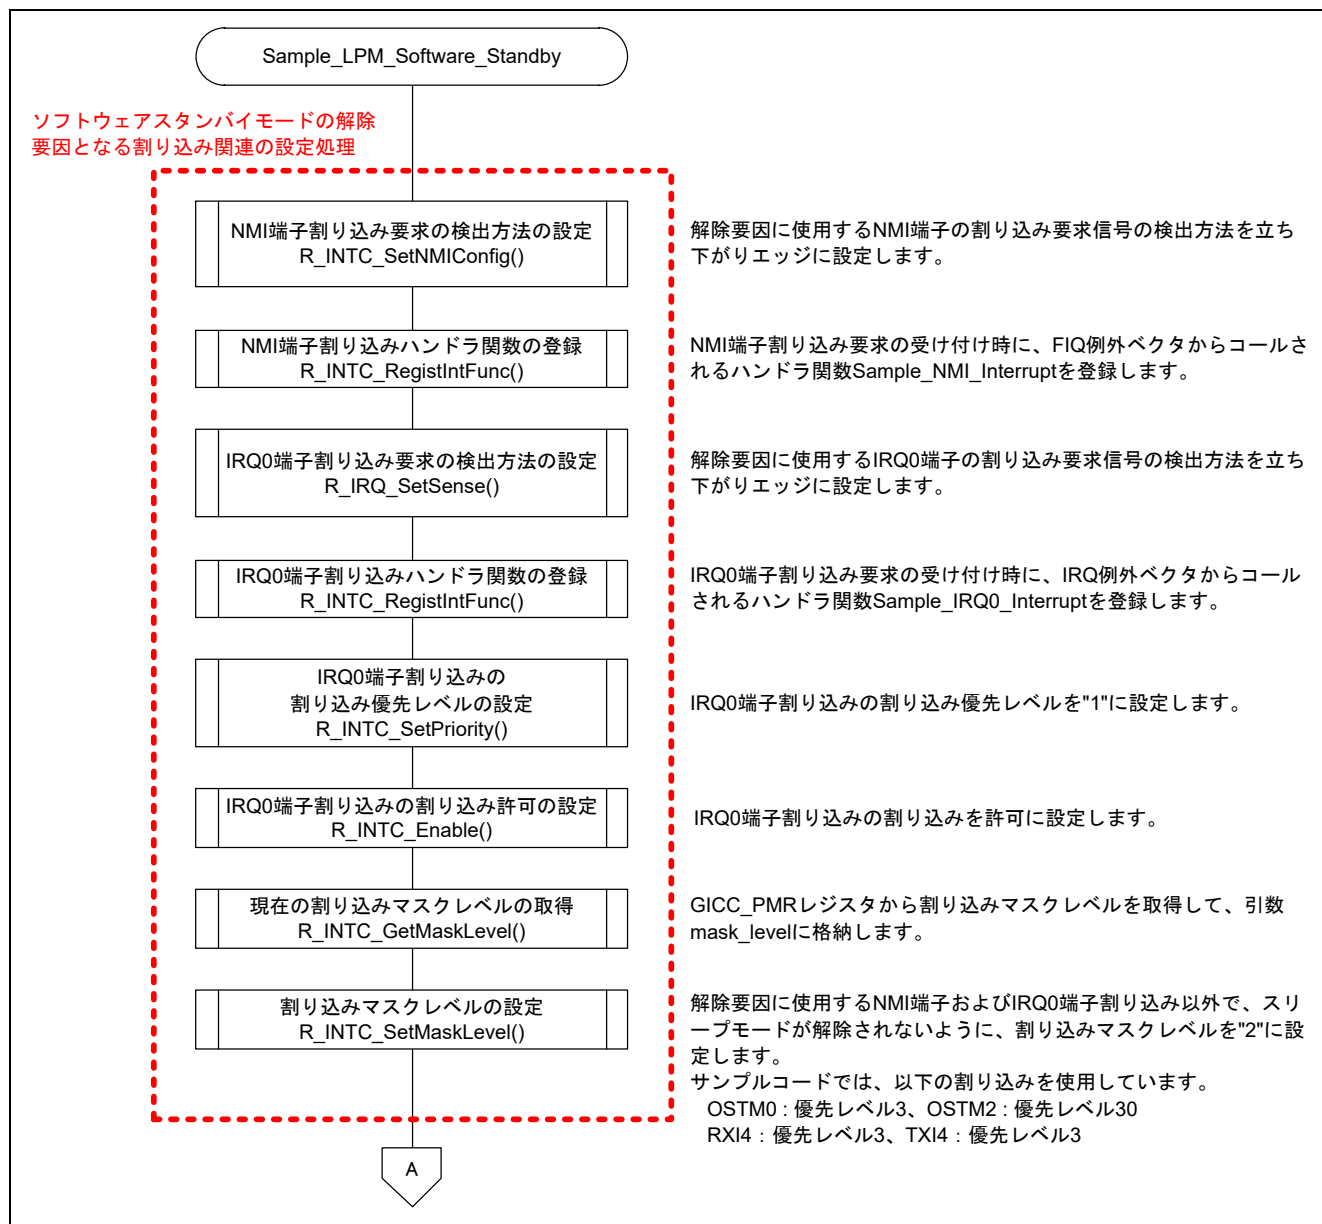 Sample_LPM_Software_Standby
ソフトウェアスタンバイモードの解除
要因となる割り込み関連の設定処理
NMI端子割り込み要求の検出方法の設定
R_INTC_SetNMIConfig()
解除要因に使用するNMI端子の割り込み要求信号の検出方法を立ち
下がりエッジに設定します。
NMI端子割り込みハンドラ関数の登録
R_INTC_RegistIntFunc()
NMI端子割り込み要求の受け付け時に、FIQ例外ベクタからコールさ
れるハンドラ関数Sample_NMI_Interruptを登録します。
IRQ0端子割り込み要求の検出方法の設定
R_IRQ_SetSense()
解除要因に使用するIRQ0端子の割り込み要求信号の検出方法を立ち
下がりエッジに設定します。
IRQ0端子割り込みハンドラ関数の登録
R_INTC_RegistIntFunc()
IRQ0端子割り込み要求の受け付け時に、IRQ例外ベクタからコール
されるハンドラ関数Sample_IRQ0_Interruptを登録します。
IRQ0端子割り込みの
割り込み優先レベルの設定
R_INTC_SetPriority()
IRQ0端子割り込みの割り込み優先レベルを"1"に設定します。
IRQ0端子割り込みの割り込み許可の設定
R_INTC_Enable()
IRQ0端子割り込みの割り込みを許可に設定します。
現在の割り込みマスクレベルの取得
R_INTC_GetMaskLevel()
GICC_PMRレジスタから割り込みマスクレベルを取得して、引数
mask_levelに格納します。
割り込みマスクレベルの設定
R_INTC_SetMaskLevel()
解除要因に使用するNMI端子およびIRQ0端子割り込み以外で、スリ
ープモードが解除されないように、割り込みマスクレベルを"2"に設
定します。
サンプルコードでは、以下の割り込みを使用しています。
OSTM0：優先レベル3、OSTM2：優先レベル30
RXI4：優先レベル3、TXI4：優先レベル3
A